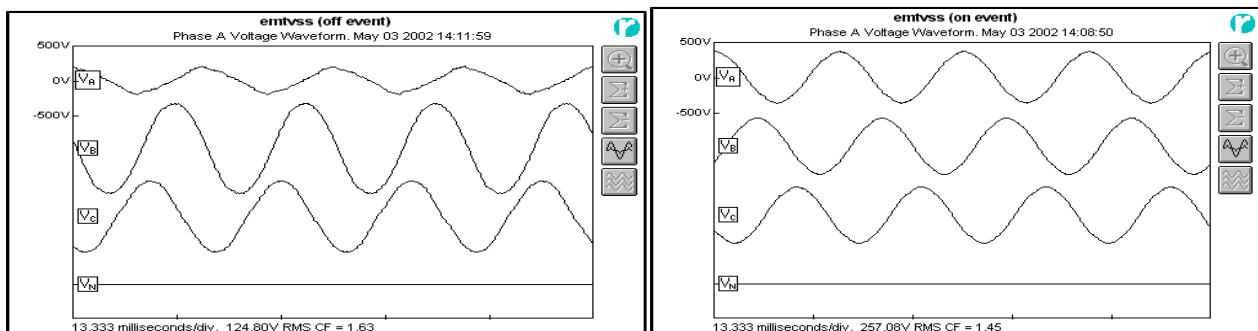 emtvss (off event)
Phase A Voltage Waveform. May 03 2002 14:11:59
500V
0V
-500V
VA
VB
VC
VN
13.333 milliseconds/div. 124.80V RMS CF = 1.63
emtvss (on event)
Phase A Voltage Waveform. May 03 2002 14:08:50
500V
0V
-500V
VA
VB
VC
VN
13.333 milliseconds/div. 257.08V RMS CF = 1.45